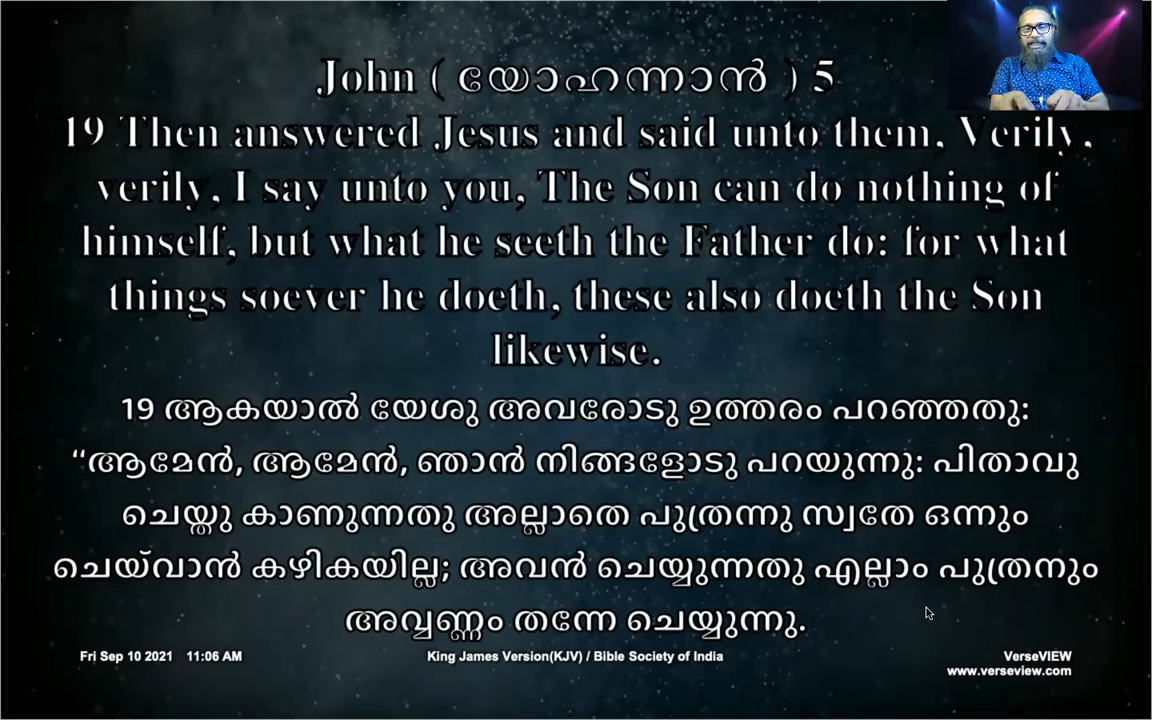 John ( യോഹന്നാൻ ) 5
19 Then answered Jesus and said unto them, Verily,
verily, I say unto you, The Son can do nothing of
himself, but what he seeth the Father do: for what
things soever he doeth, these also doeth the Son
likewise.
19 ആകയാൽ യേശു അവരോടു ഉത്തരം പറഞ്ഞതു:
“ആമേൻ, ആമേൻ, ഞാൻ നിങ്ങളോടു പറയുന്നു: പിതാവു
ചെയ്തു കാണുന്നതു അല്ലാതെ പുത്രന്നു സ്വതേ ഒന്നും
ചെയ്‌വാൻ കഴികയില്ല; അവൻ ചെയ്യുന്നതു എല്ലാം പുത്രനും
അവ്വണ്ണം തന്നേ ചെയ്യുന്നു.
Fri Sep 10 2021 11:06 AM King James Version(KJV) / Bible Society of India VerseVIEW
www.verseview.com